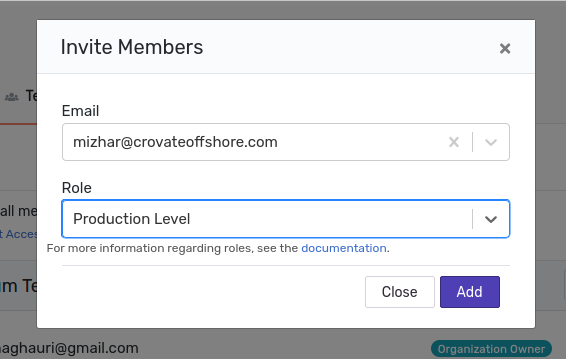 Invite Members
×
Email
mizhar@crovateoffshore.com
Role
all me
Production Level
t Acces
For more information regarding roles, see the documentation.
m Te
Close
Add
aghauri@gmail.com
Organization Owner